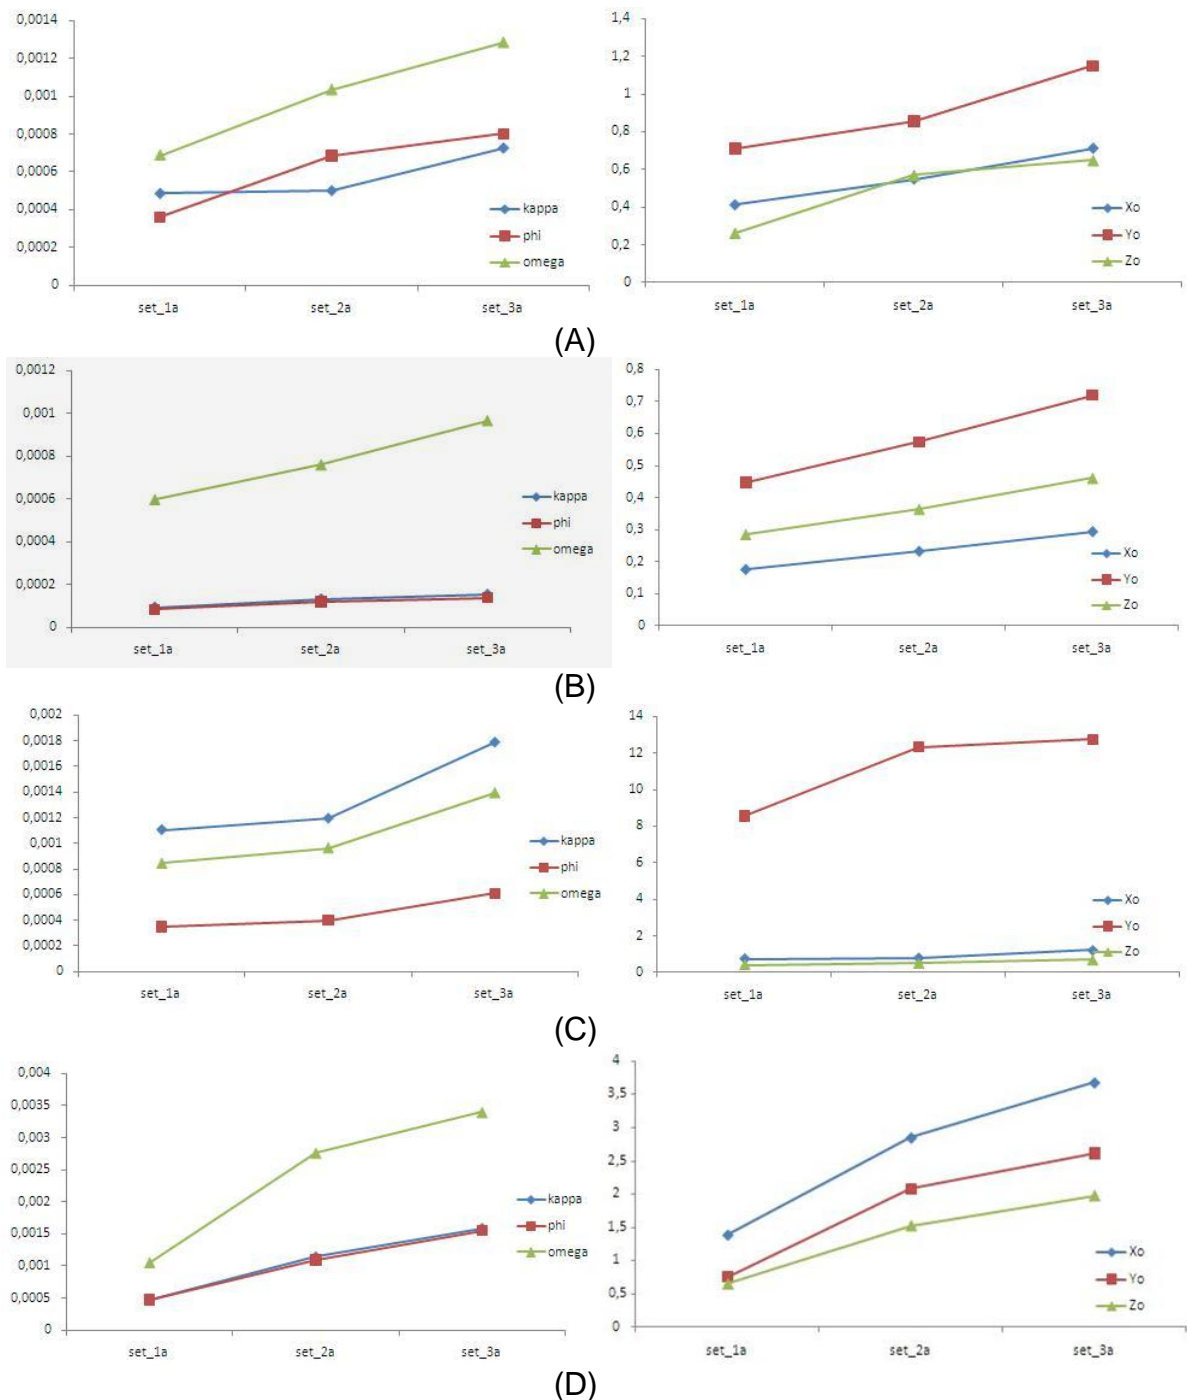 0,0014
0,0012
0,001
0,0008
0,0006
0,0004
0,0002
0
kappa
phi
omega
set_1a set_2a set_3a
1,4
1,2
1
0,8
0,6
0,4
0,2
0
Xo
Yo
Zo
set_1a set_2a set_3a
(A)
0,0012
0,001
0,0008
0,0006
0,0004
0,0002
0
kappa
phi
omega
set_1a set_2a set_3a
0,8
0,7
0,6
0,5
0,4
0,3
0,2
0,1
0
Xo
Yo
Zo
set_1a set_2a set_3a
(B)
0,002
0,0018
0,0016
0,0014
0,0012
0,001
0,0008
0,0006
0,0004
0,0002
0
kappa
phi
omega
set_1a set_2a set_3a
14
12
10
8
6
4
2
0
Xo
Yo
Zo
set_1a set_2a set_3a
(C)
0,004
0,0035
0,003
0,0025
0,002
0,0015
0,001
0,0005
0
kappa
phi
omega
set_1a set_2a set_3a
4
3,5
3
2,5
2
1,5
1
0,5
0
Xo
Yo
Zo
set_1a set_2a set_3a
(D)